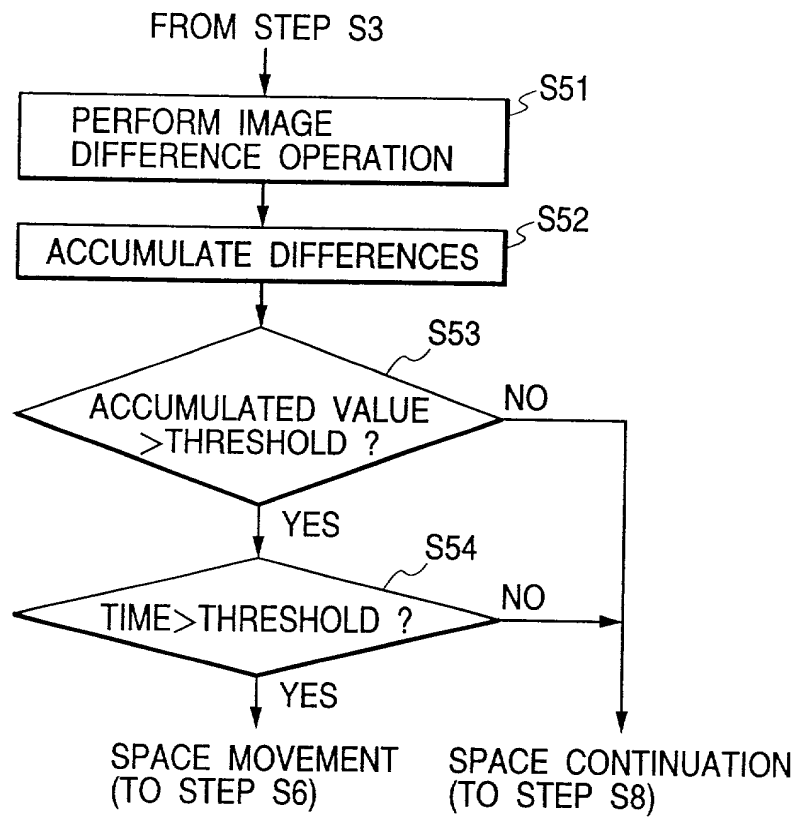 FROM STEP S3
S51
PERFORM IMAGE
DIFFERENCE OPERATION
S52
ACCUMULATE DIFFERENCES
S53
ACCUMULATED VALUE
>THRESHOLD ?
NO
YES
S54
TIME>THRESHOLD ?
NO
YES
SPACE MOVEMENT
(TO STEP S6)
SPACE CONTINUATION
(TO STEP S8)